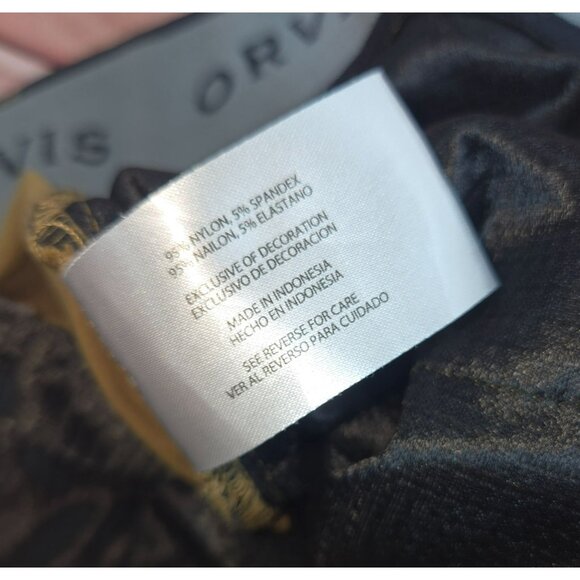 ORVIS
VIS
95% NYLON, 5% SPANDEX
95% NAILON, 5% ELASTANO
EXCLUSIVE OF DECORATION
EXCLUSIVO DE DECORACION
MADE IN INDONESIA
HECHO EN INDONESIA
SEE REVERSE FOR CARE
VER AL REVERSO PARA CUIDADO